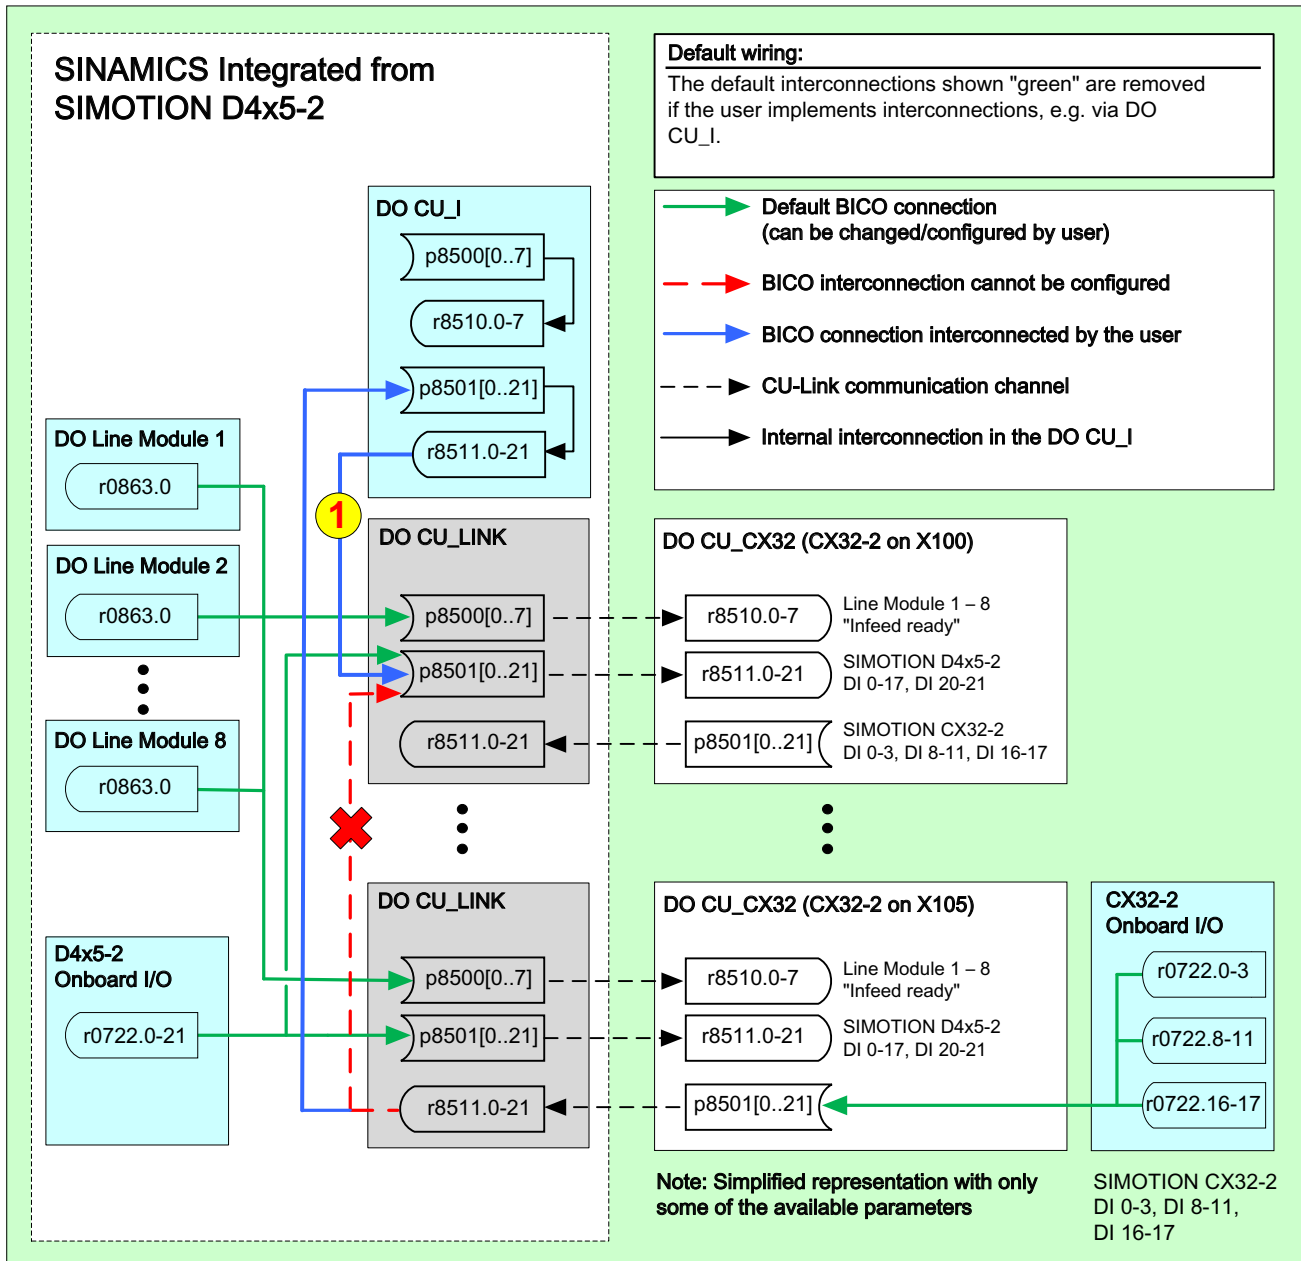 SINAMICS Integrated from
SIMOTION D4x5-2
Default wiring:
The default interconnections shown "green" are removed
if the user implements interconnections, e.g. via DO
CU_I.
Default BICO connection
(can be changed/configured by user)
BICO interconnection cannot be configured
BICO connection interconnected by the user
CU-Link communication channel
Internal interconnection in the DO CU_I
DO CU_I
p8500[0..7]
r8510.0-7
p8501[0..21]
r8511.0-21
1
DO Line Module 1
r0863.0
DO Line Module 2
r0863.0
DO Line Module 8
r0863.0
D4x5-2
Onboard I/O
r0722.0-21
DO CU_LINK
p8500[0..7]
p8501[0..21]
r8511.0-21
DO CU_CX32 (CX32-2 on X100)
r8510.0-7
Line Module 1 – 8
"Infeed ready"
r8511.0-21
SIMOTION D4x5-2
DI 0-17, DI 20-21
p8501[0..21]
SIMOTION CX32-2
DI 0-3, DI 8-11, DI 16-17
DO CU_LINK
p8500[0..7]
p8501[0..21]
r8511.0-21
DO CU_CX32 (CX32-2 on X105)
r8510.0-7
Line Module 1 – 8
"Infeed ready"
r8511.0-21
SIMOTION D4x5-2
DI 0-17, DI 20-21
p8501[0..21]
CX32-2
Onboard I/O
r0722.0-3
r0722.8-11
r0722.16-17
Note: Simplified representation with only
some of the available parameters
SIMOTION CX32-2
DI 0-3, DI 8-11,
DI 16-17